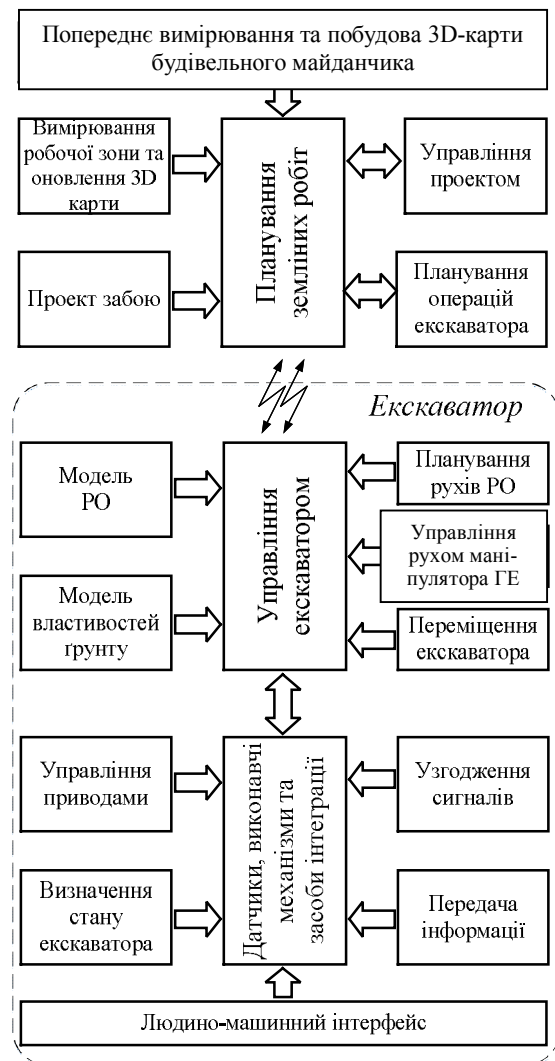 Попереднє вимірювання та побудова 3D-карти
будівельного майданчика
Вимірювання
робочої зони та
оновлення 3D
карти
Планування
земліних робіт
Управління
проектом
Проект забою
Планування
операцій
екскаватора
Екскаватор
Модель
РО
Управління
екскаватором
Планування
рухів РО
Управління
рухом мані-
пулятора ГЕ
Модель
властивостей
ґрунту
Переміщення
екскаватора
Управління
приводами
Датчики, виконавчі
механізми та
засоби інтеграції
Узгодження
сигналів
Визначення
стану
екскаватора
Передача
інформації
Людино-машинний інтерфейс